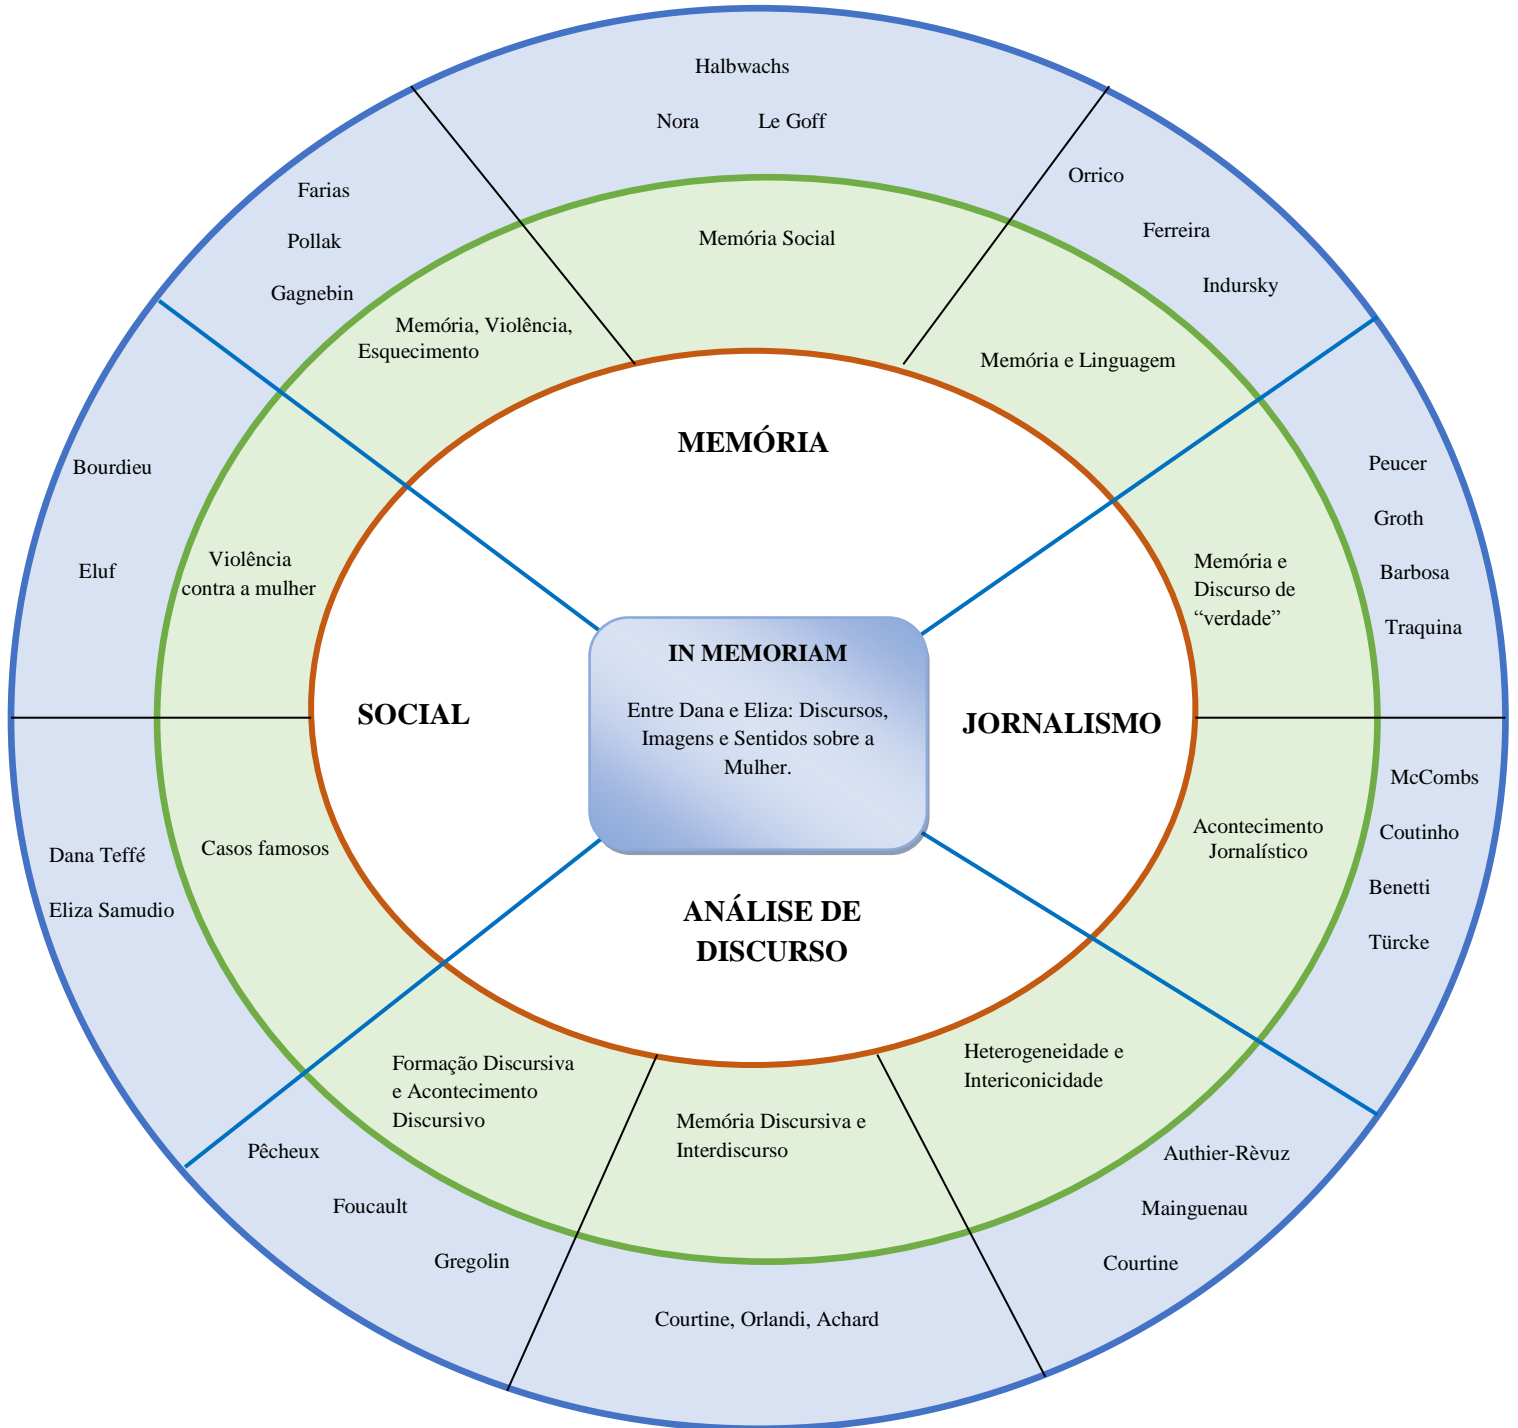 Halbwachs
Nora Le Goff
Orrico
Ferreira
Indursky
Farias
Pollak
Gagnebin
Memória Social
Memória, Violência,
Esquecimento
Memória e Linguagem
MEMÓRIA
Bourdieu
Eluf
Violência
contra a mulher
Peucer
Groth
Barbosa
Traquina
Memória e
Discurso de
“verdade”
IN MEMORIAM
Entre Dana e Eliza: Discursos,
Imagens e Sentidos sobre a
Mulher.
SOCIAL
JORNALISMO
McCombs
Coutinho
Benetti
Türcke
Acontecimento
Jornalístico
Casos famosos
Dana Teffé
Eliza Samudio
ANÁLISE DE
DISCURSO
Formação Discursiva
e Acontecimento
Discursivo
Memória Discursiva e
Interdiscurso
Heterogeneidade e
Intericonicidade
Pêcheux
Foucault
Gregolin
Authier-Rèvuz
Mainguenau
Courtine
Courtine, Orlandi, Achard